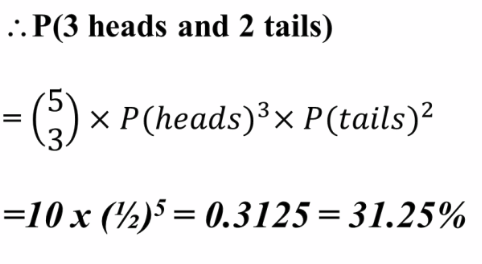 ∴P(3 heads and 2 tails)
= (5 3) × P(heads)³× P(tails)²
=10 x (½)⁵ = 0.3125 = 31.25%